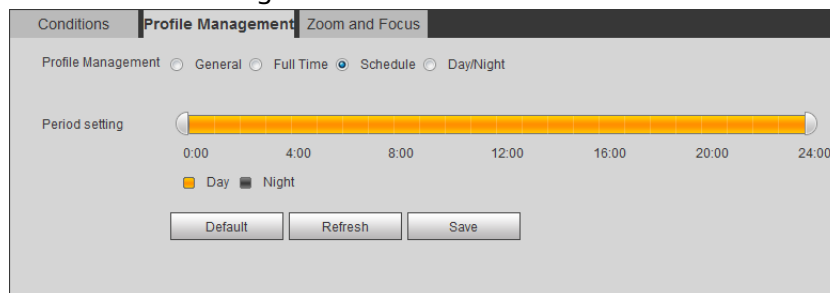 Conditions Profile Management Zoom and Focus
Profile Management General Full Time Schedule Day/Night
Period setting
0:00 4:00 8:00 12:00 16:00 20:00 24:00
Day Night
Default Refresh Save